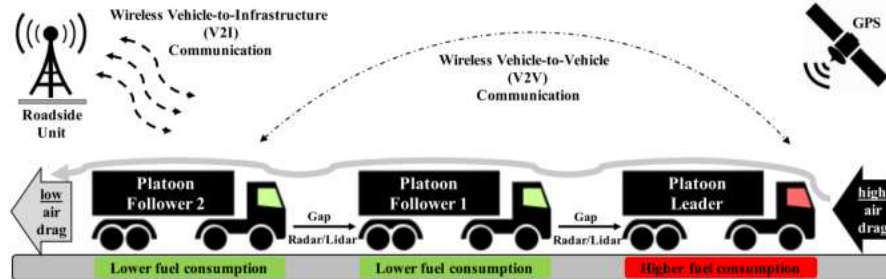 Wireless Vehicle-to-Infrastructure
(V2I)
Communication
GPS
Wireless Vehicle-to-Vehicle
(V2V)
Communication
Roadside
Unit
low
air
drag
Platoon
Follower 2
Gap
Radar/Lidar
Platoon
Follower 1
Gap
Radar/Lidar
Platoon
Leader
high
air
drag
Lower fuel consumption
Lower fuel consumption
Higher fuel consumption